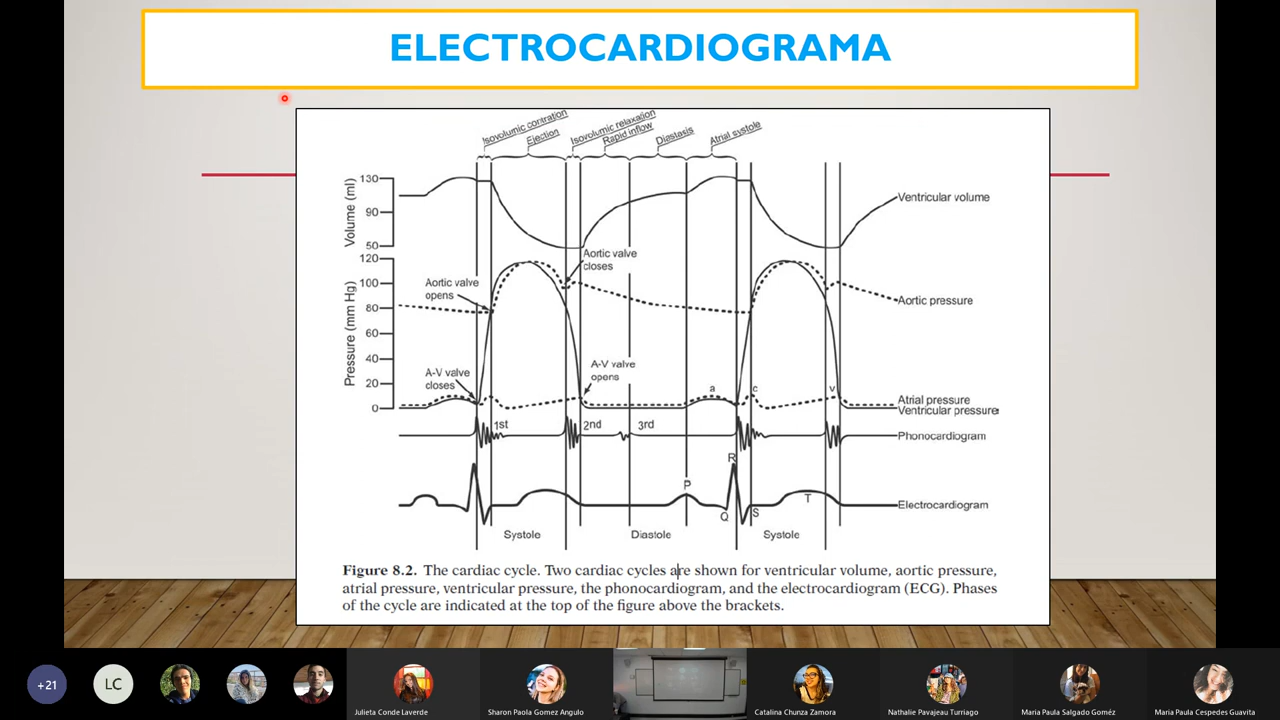 ELECTROCARDIOGRAMA
Isovolumic contration
Ejection
Isovolumic relaxation
Rapid inflow
Diastasis
Atrial systole
Volume (ml)
130
90
50
Ventricular volume
Pressure (mm Hg)
120
100
80
60
40
20
0
Aortic valve
closes
Aortic valve
opens
Aortic pressure
A-V valve
closes
A-V valve
opens
a
c
v
Atrial pressure
Ventricular pressure
1st
2nd
3rd
Phonocardiogram
R
P
Q
S
T
Electrocardiogram
Systole
Diastole
Systole
Figure 8.2. The cardiac cycle. Two cardiac cycles are shown for ventricular volume, aortic pressure,
atrial pressure, ventricular pressure, the phonocardiogram, and the electrocardiogram (ECG). Phases
of the cycle are indicated at the top of the figure above the brackets.
+21
LC
Julieta Conde Laverde
Sharon Paola Gomez Angulo
Catalina Chunza Zamora
Nathalie Pavajeau Turriago
Maria Paula Salgado Goméz
Maria Paula Cespedes Guavita